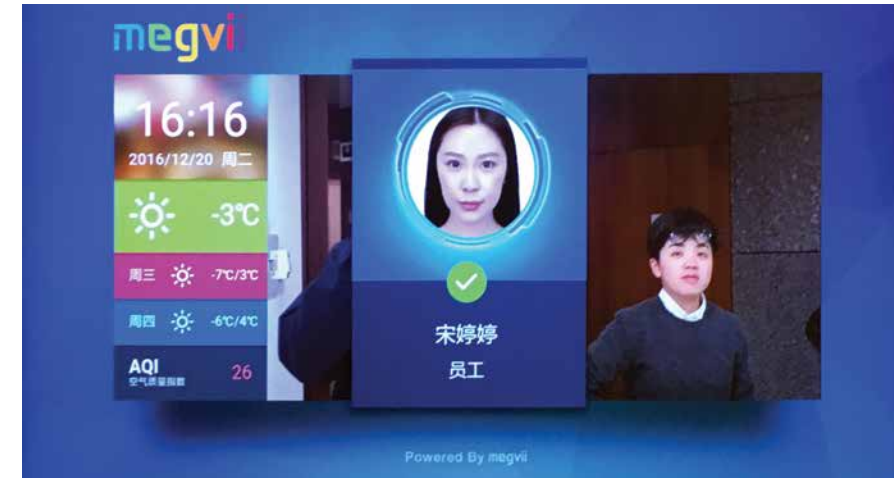 megvii
16:16
2016/12/20 周二
-3℃
周三 -7℃/3℃
周四 -6℃/4℃
AQI 26
空气质量指数
宋婷婷
员工
Powered By megvii